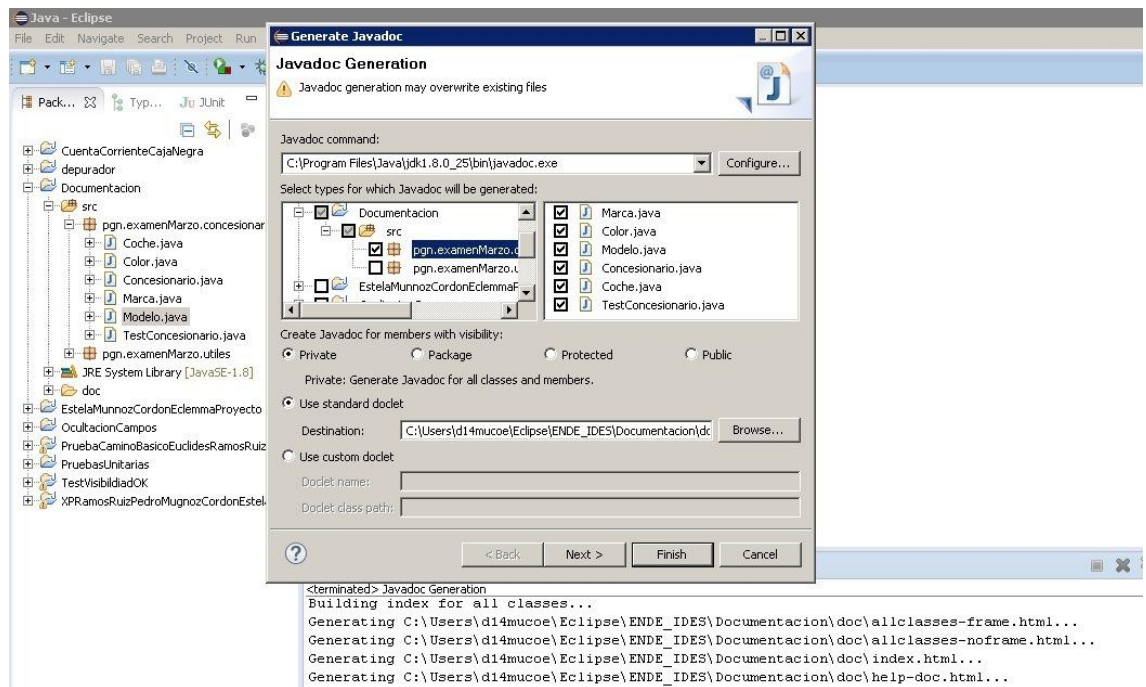 Java - Eclipse
File Edit Navigate Search Project Run
Pack... Typ... JUnit
CuentaCorrienteCajaNegra
depurador
Documentacion
src
pgn.examenMarzo.concesionar
Coche.java
Color.java
Concesionario.java
Marca.java
Modelo.java
TestConcesionario.java
pgn.examenMarzo.utiles
JRE System Library [JavaSE-1.8]
doc
EstelaMunnozCordonEclemmaProyecto
OcultacionCampos
PruebaCaminoBasicoEuclidesRamosRuiz
PruebasUnitarias
TestVisibildiadOK
XPRamosRuizPedroMugnozCordonEstel
Generate Javadoc
Javadoc Generation
Javadoc generation may overwrite existing files
Javadoc command:
C:\Program Files\Java\jdk1.8.0_25\bin\javadoc.exe Configure...
Select types for which Javadoc will be generated:
Documentacion
src
pgn.examenMarzo.c
pgn.examenMarzo.u
EstelaMunnozCordonEclemmaF
Marca.java
Color.java
Modelo.java
Concesionario.java
Coche.java
TestConcesionario.java
Create Javadoc for members with visibility:
Private Package Protected Public
Private: Generate Javadoc for all classes and members.
Use standard doclet
Destination: C:\Users\d14mucoe\Eclipse\ENDE_IDES\Documentacion\dc Browse...
Use custom doclet
Doclet name:
Doclet class path:
< Back Next > Finish Cancel
<terminated> Javadoc Generation
Building index for all classes...
Generating C:\Users\d14mucoe\Eclipse\ENDE_IDES\Documentacion\doc\allclasses-frame.html...
Generating C:\Users\d14mucoe\Eclipse\ENDE_IDES\Documentacion\doc\allclasses-noframe.html...
Generating C:\Users\d14mucoe\Eclipse\ENDE_IDES\Documentacion\doc\index.html...
Generating C:\Users\d14mucoe\Eclipse\ENDE_IDES\Documentacion\doc\help-doc.html...